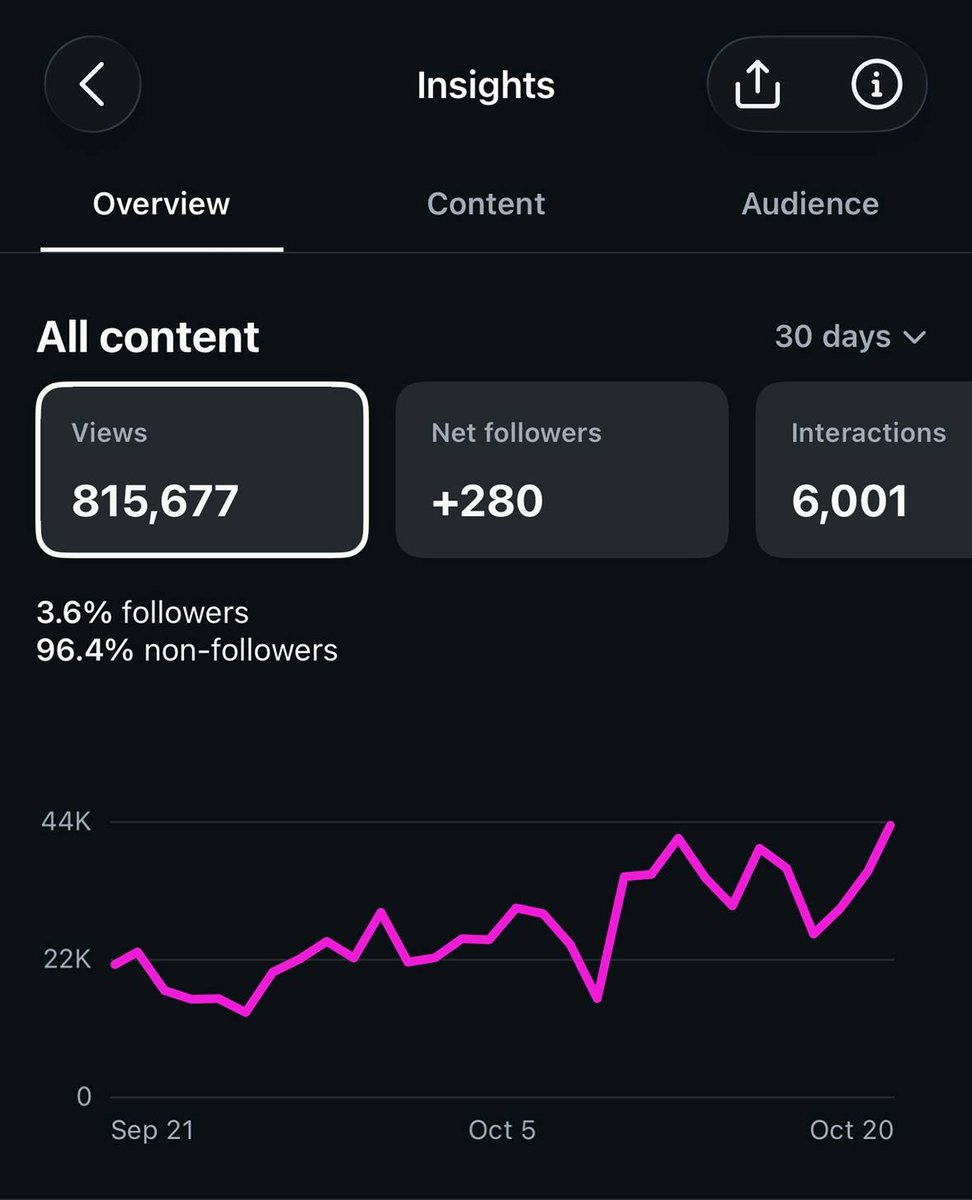 Insights
Overview Content Audience
All content 30 days
Views Net followers Interactions
815,677 +280 6,001
3.6% followers
96.4% non-followers
44K
22K
0
Sep 21 Oct 5 Oct 20